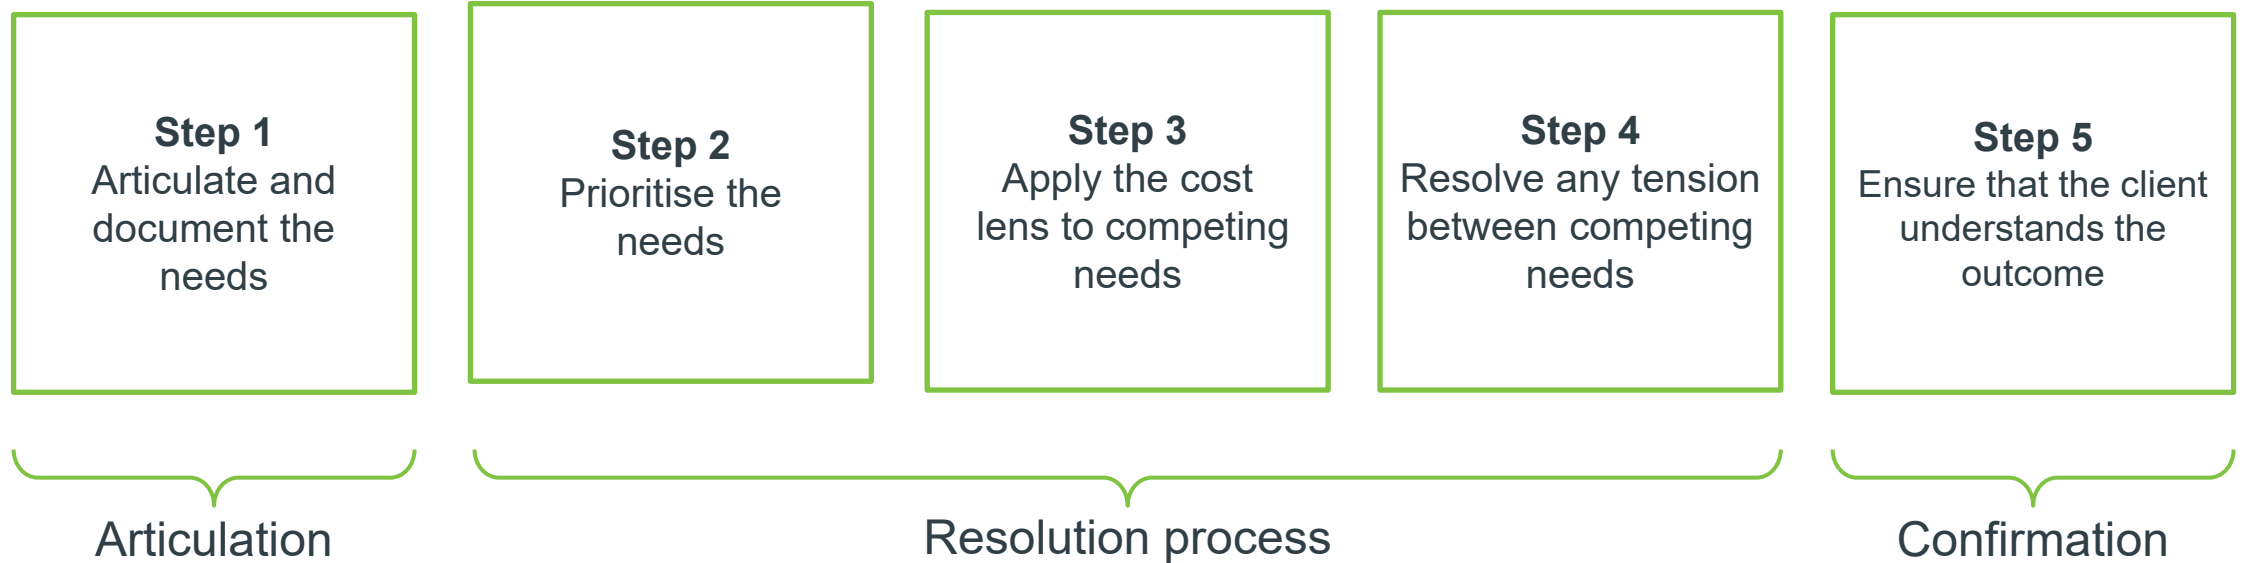 Step 1
Articulate and
document the
needs
Step 2
Prioritise the
needs
Step 3
Apply the cost
lens to competing
needs
Step 4
Resolve any tension
between competing
needs
Step 5
Ensure that the client
understands the
outcome
Articulation
Resolution process
Confirmation